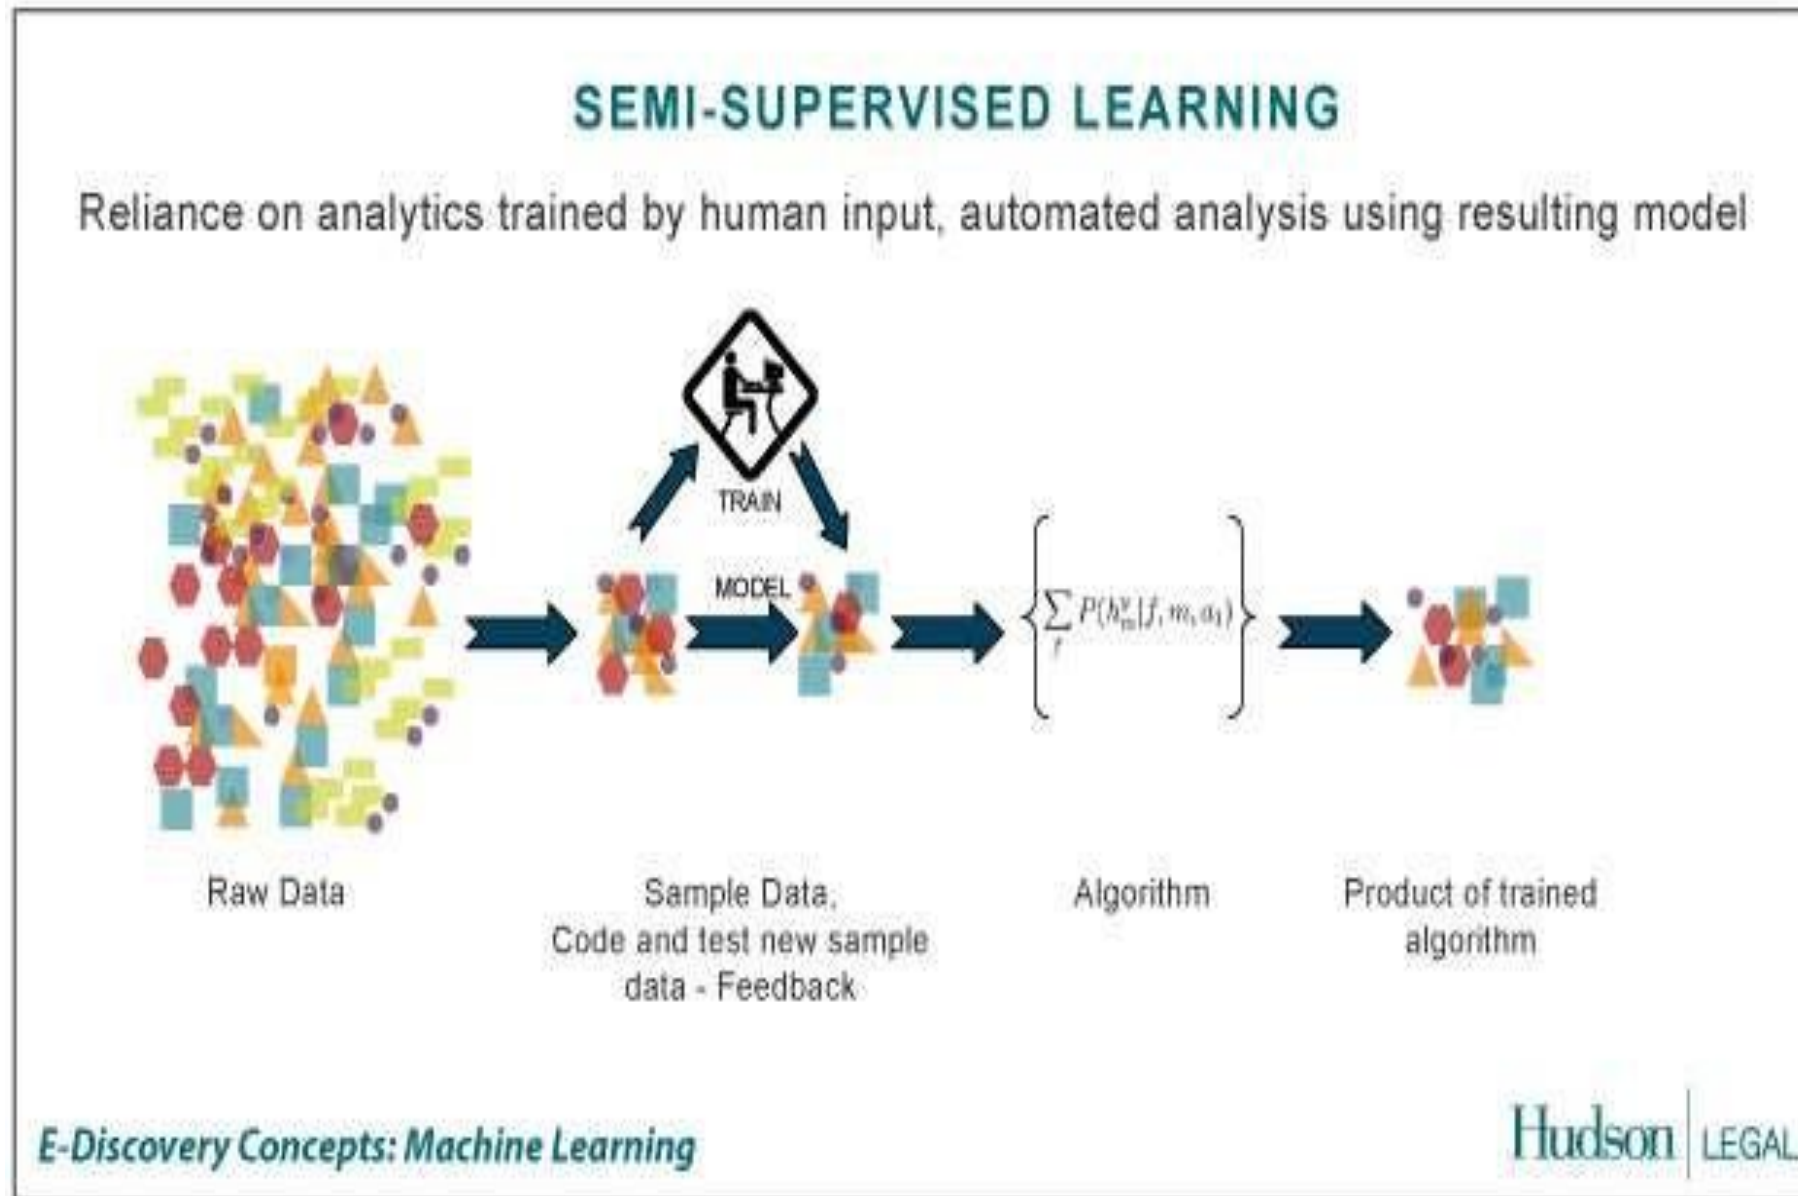 SEMI-SUPERVISED LEARNING
Reliance on analytics trained by human input, automated analysis using resulting model
TRAIN
MODEL
Raw Data
Sample Data,
Code and test new sample
data - Feedback
Algorithm
Product of trained
algorithm
E-Discovery Concepts: Machine Learning
Hudson LEGAL